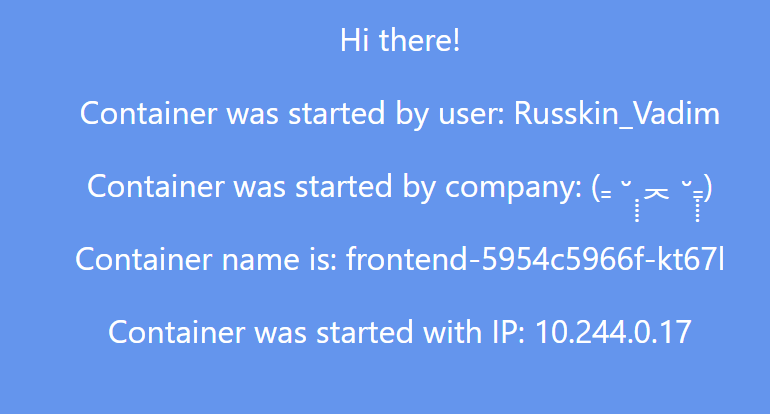 Hi there!
Container was started by user: Russkin_Vadim
Container was started by company: (₌ ᵕ̣̣̣̣̣ ㅈ ᵕ̣̣̣̣̣₌)
Container name is: frontend-5954c5966f-kt67l
Container was started with IP: 10.244.0.17